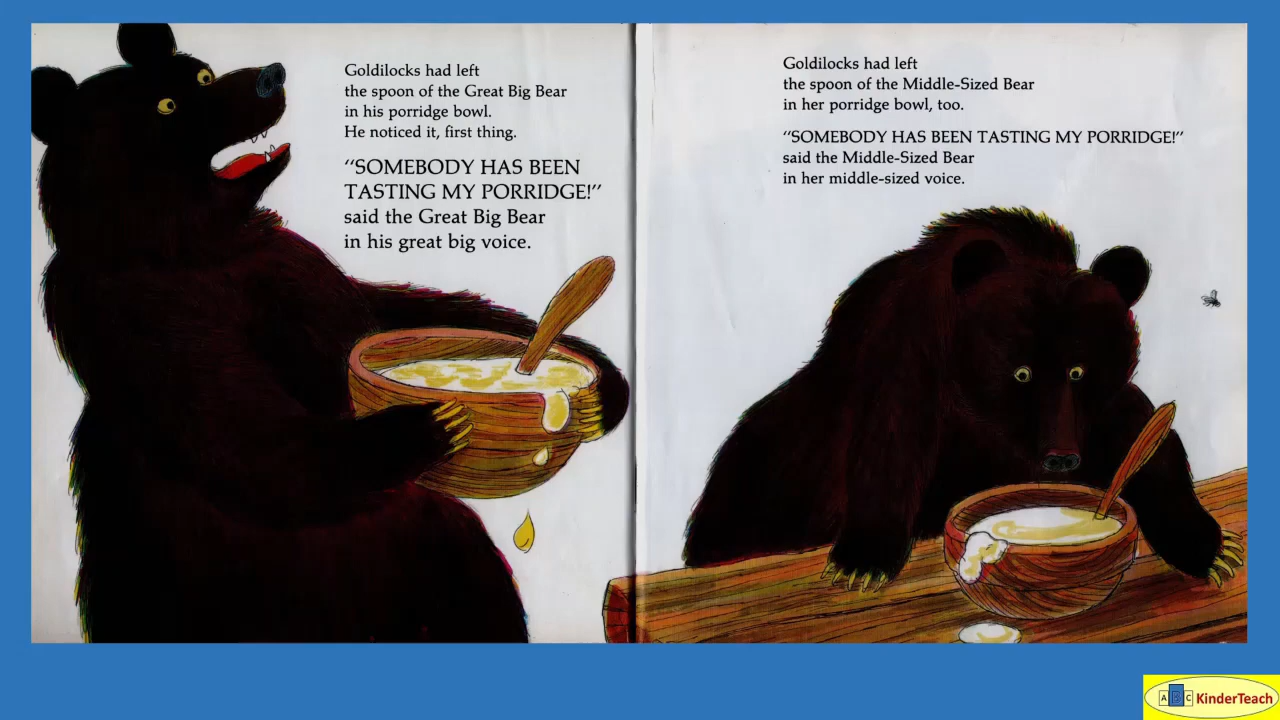 Goldilocks had left
the spoon of the Great Big Bear
in his porridge bowl.
He noticed it, first thing.
"SOMEBODY HAS BEEN
TASTING MY PORRIDGE!"
said the Great Big Bear
in his great big voice.
Goldilocks had left
the spoon of the Middle-Sized Bear
in her porridge bowl, too.
"SOMEBODY HAS BEEN TASTING MY PORRIDGE!"
said the Middle-Sized Bear
in her middle-sized voice.
A B C KinderTeach